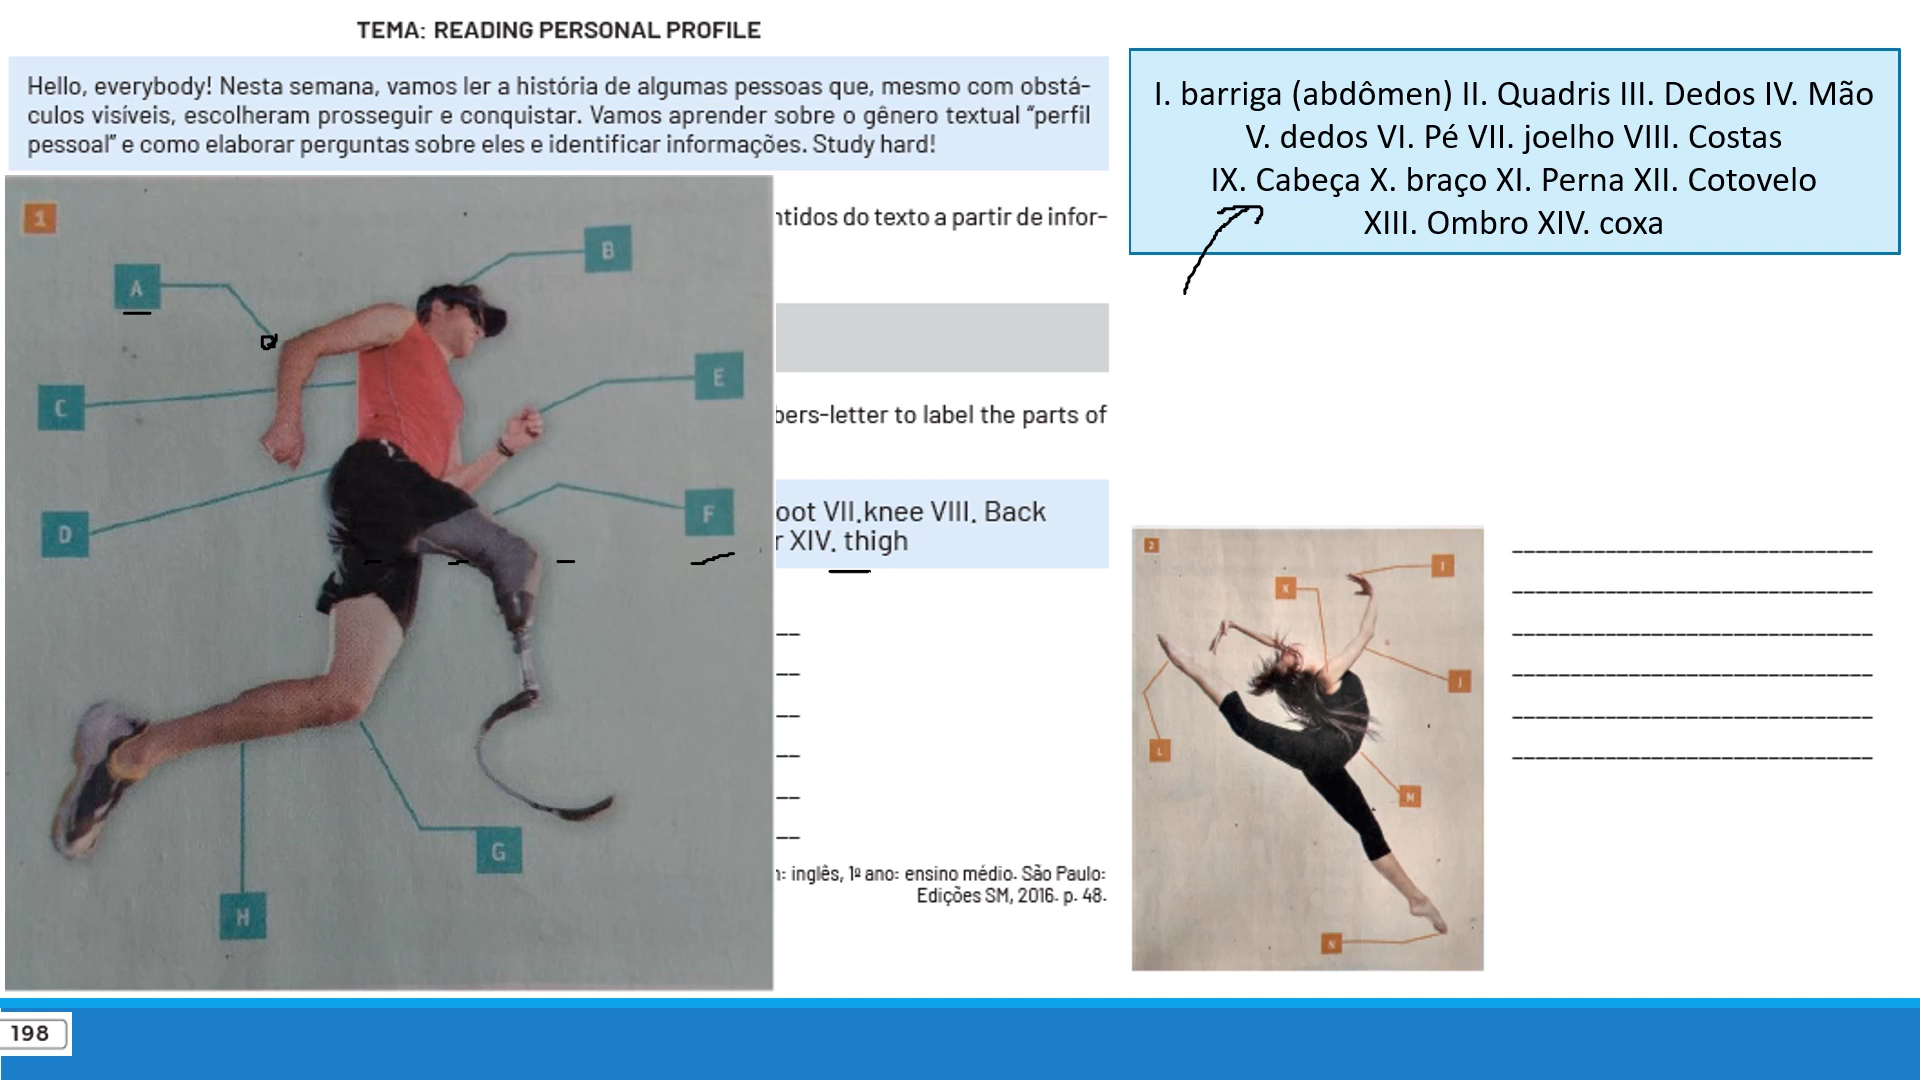 TEMA: READING PERSONAL PROFILE
Hello, everybody! Nesta semana, vamos ler a história de algumas pessoas que, mesmo com obstá-
culos visíveis, escolheram prosseguir e conquistar. Vamos aprender sobre o gênero textual “perfil
pessoal” e como elaborar perguntas sobre eles e identificar informações. Study hard!
I. barriga (abdômen) II. Quadris III. Dedos IV. Mão
V. dedos VI. Pé VII. joelho VIII. Costas
IX. Cabeça X. braço XI. Perna XII. Cotovelo
XIII. Ombro XIV. coxa
ntidos do texto a partir de infor-
bers-letter to label the parts of
oot VII.knee VIII. Back
r XIV. thigh
1
A
B
C
D
E
F
G
H
2
I
K
J
L
M
N
: inglês, 1º ano: ensino médio. São Paulo:
Edições SM, 2016. p. 48.
198